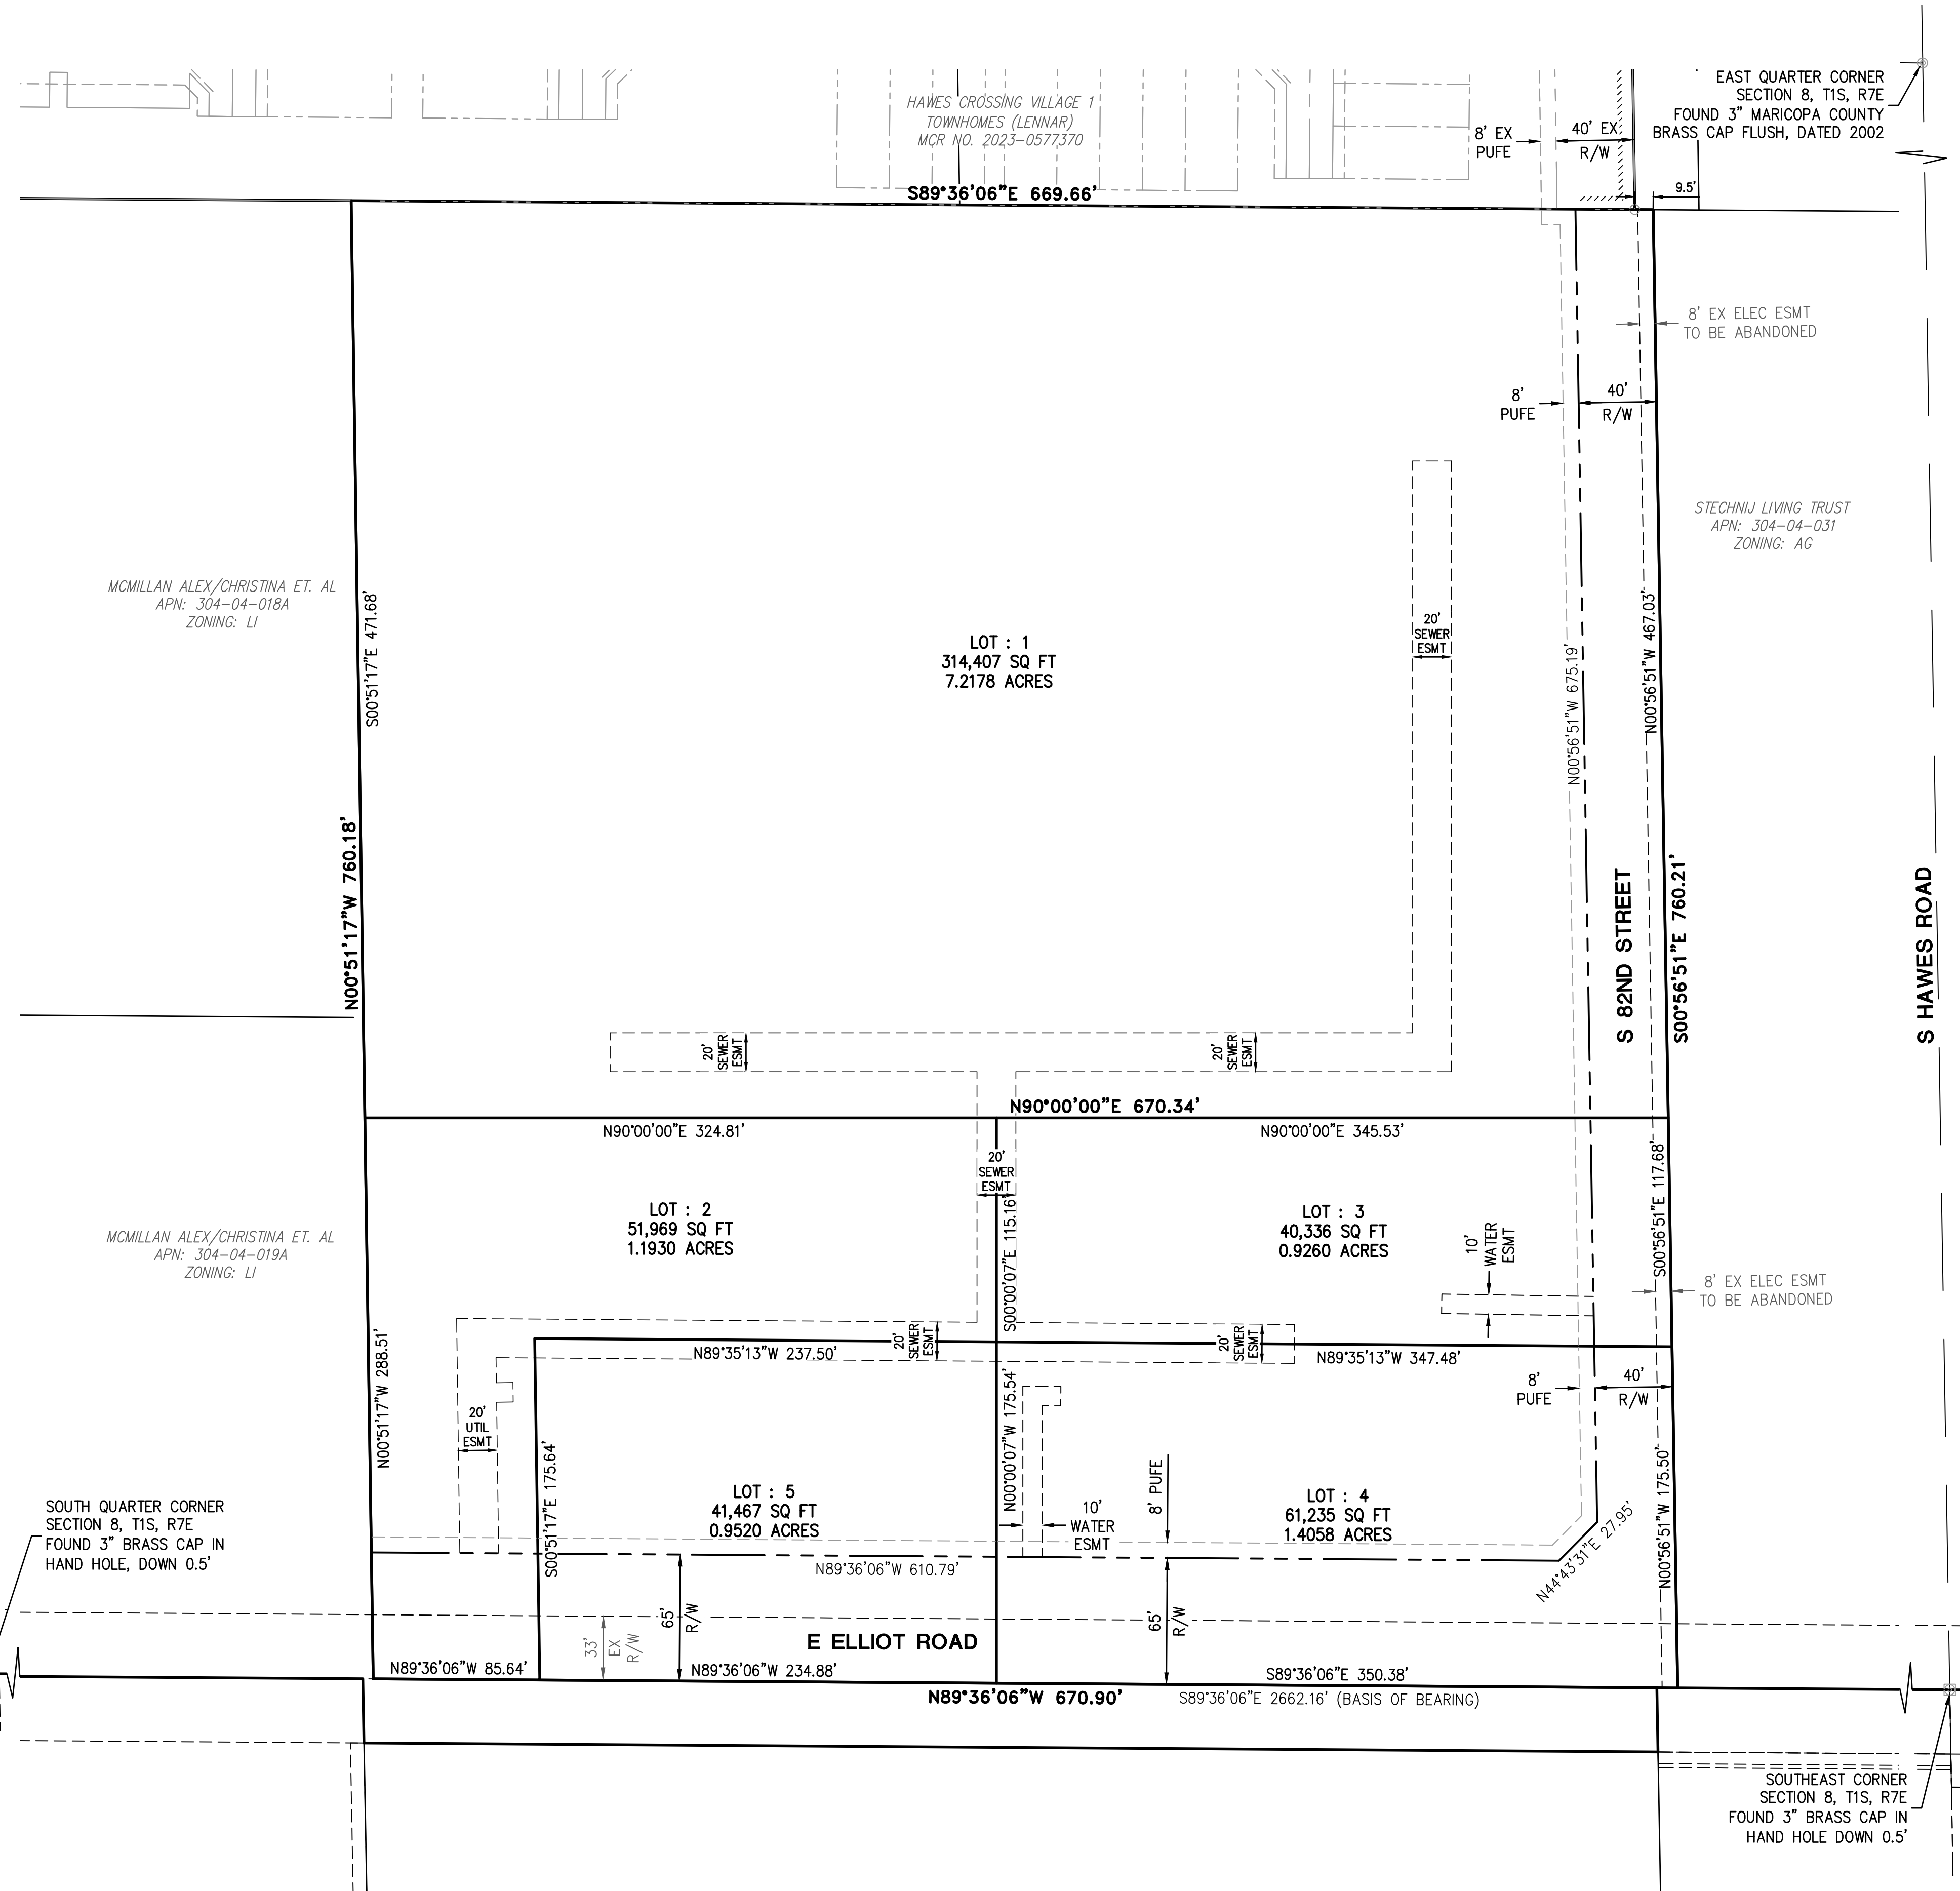 HAWES CROSSING VILLAGE 1
TOWNHOMES (LENNAR)
MCR NO. 2023-0577370
8' EX
PUFE
40' EX
R/W
EAST QUARTER CORNER
SECTION 8, T1S, R7E
FOUND 3" MARICOPA COUNTY
BRASS CAP FLUSH, DATED 2002
9.5'
S89°36'06"E 669.66'
8' EX ELEC ESMT
TO BE ABANDONED
8'
PUFE
40'
R/W
STECHNIJ LIVING TRUST
APN: 304-04-031
ZONING: AG
MCMILLAN ALEX/CHRISTINA ET. AL
APN: 304-04-018A
ZONING: LI
S00°51'17"E 471.68'
LOT : 1
314,407 SQ FT
7.2178 ACRES
20'
SEWER
ESMT
N00°56'51"W 675.19'
N00°56'51"W 467.03'
N00°51'17"W 760.18'
S 82ND STREET
S00°56'51"E 760.21'
S HAWES ROAD
20'
SEWER
ESMT
20'
SEWER
ESMT
N90°00'00"E 670.34'
N90°00'00"E 324.81'
N90°00'00"E 345.53'
20'
SEWER
ESMT
S00°00'07"E 115.16'
LOT : 2
51,969 SQ FT
1.1930 ACRES
LOT : 3
40,336 SQ FT
0.9260 ACRES
10'
WATER
ESMT
S00°56'51"E 117.68'
8' EX ELEC ESMT
TO BE ABANDONED
MCMILLAN ALEX/CHRISTINA ET. AL
APN: 304-04-019A
ZONING: LI
N00°51'17"W 288.51'
20'
SEWER
ESMT
20'
SEWER
ESMT
N89°35'13"W 237.50'
N89°35'13"W 347.48'
20'
UTIL
ESMT
S00°51'17"E 175.64'
N00°00'07"W 175.54'
8'
PUFE
40'
R/W
LOT : 5
41,467 SQ FT
0.9520 ACRES
10'
WATER
ESMT
8' PUFE
LOT : 4
61,235 SQ FT
1.4058 ACRES
N44°43'31"E 27.95'
N00°56'51"W 175.50'
SOUTH QUARTER CORNER
SECTION 8, T1S, R7E
FOUND 3" BRASS CAP IN
HAND HOLE, DOWN 0.5'
N89°36'06"W 610.79'
33'
EX
R/W
65'
R/W
65'
R/W
E ELLIOT ROAD
N89°36'06"W 85.64'
N89°36'06"W 234.88'
S89°36'06"E 350.38'
N89°36'06"W 670.90'
S89°36'06"E 2662.16' (BASIS OF BEARING)
SOUTHEAST CORNER
SECTION 8, T1S, R7E
FOUND 3" BRASS CAP IN
HAND HOLE DOWN 0.5'